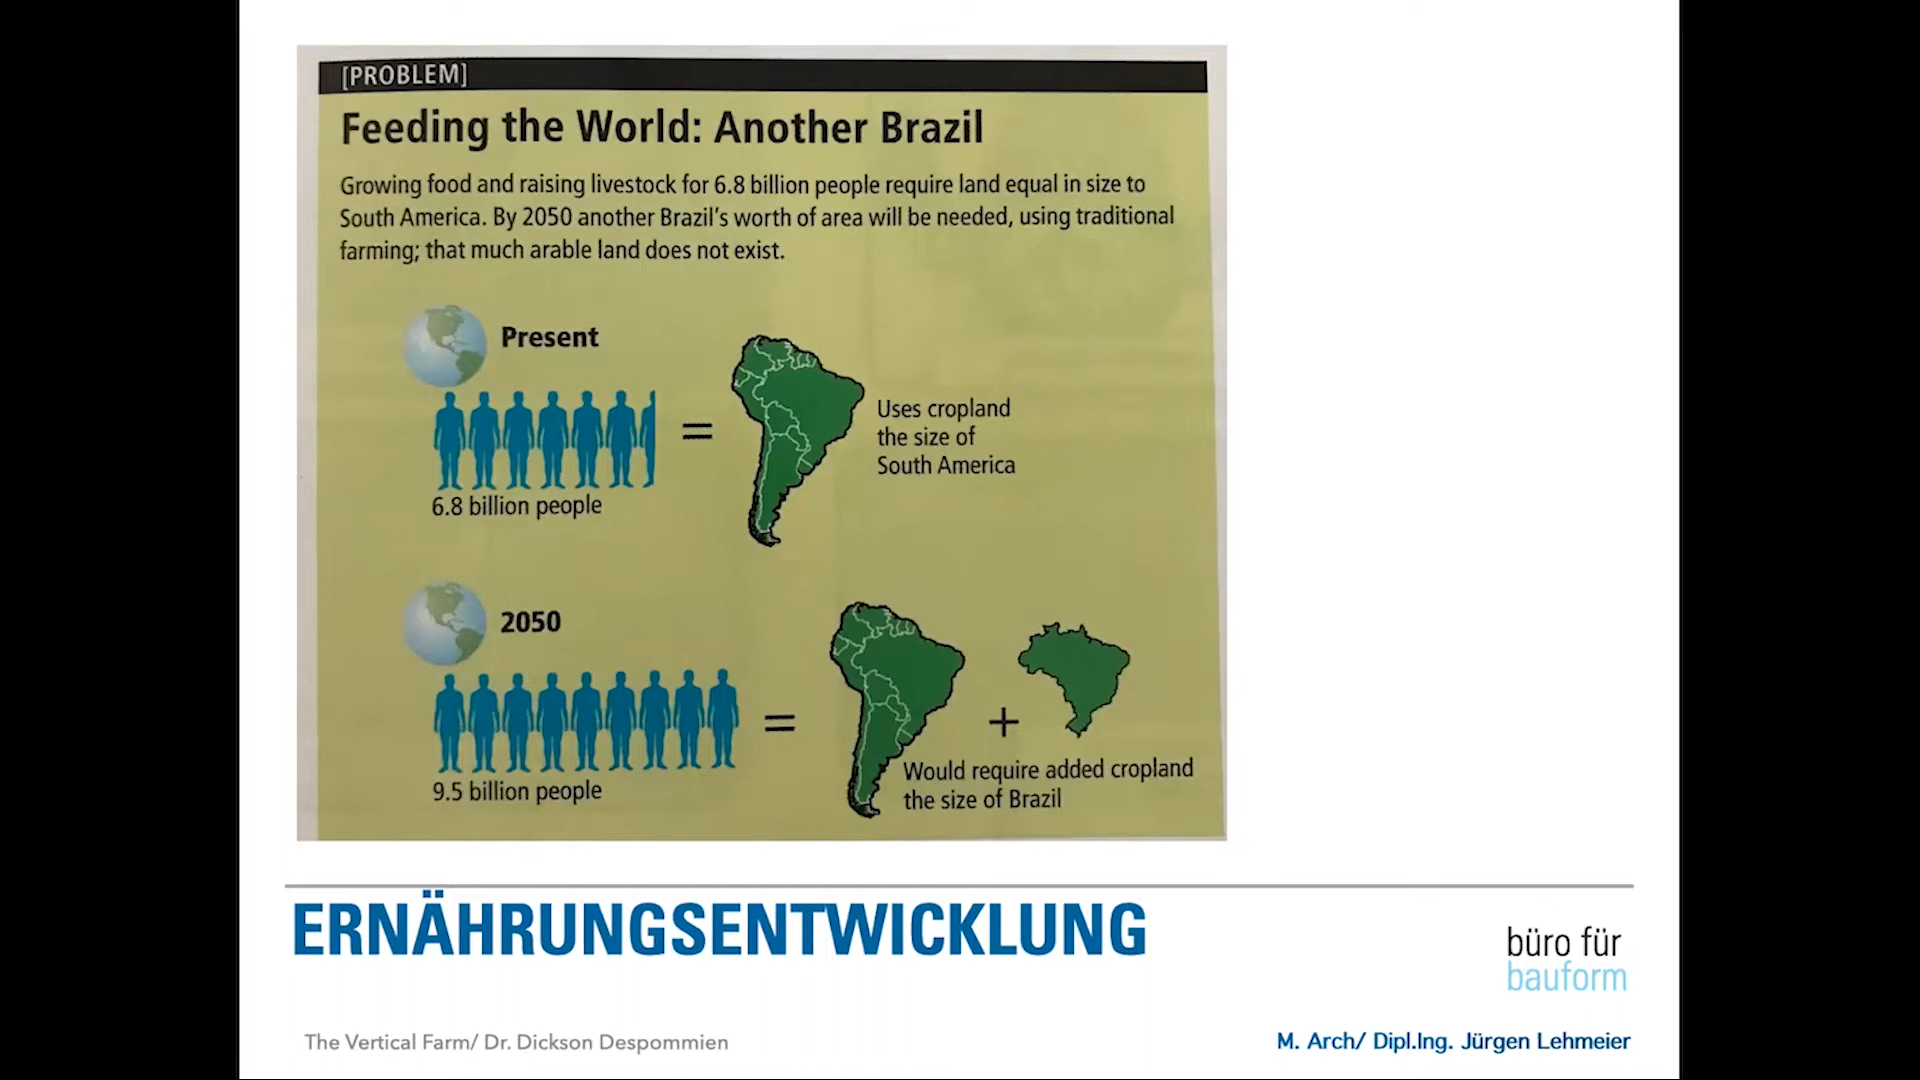 [PROBLEM]
Feeding the World: Another Brazil
Growing food and raising livestock for 6.8 billion people require land equal in size to
South America. By 2050 another Brazil's worth of area will be needed, using traditional
farming; that much arable land does not exist.
Present
=
Uses cropland
the size of
South America
6.8 billion people
2050
=
+
Would require added cropland
the size of Brazil
9.5 billion people
ERNÄHRUNGSENTWICKLUNG
büro für
bauform
The Vertical Farm/ Dr. Dickson Despommien
M. Arch/ Dipl.Ing. Jürgen Lehmeier